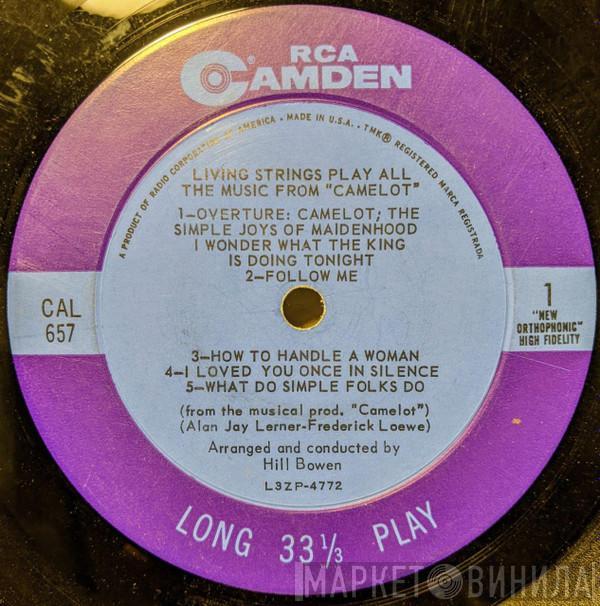 RCA
CAMDEN
A PRODUCT OF RADIO CORPORATION OF AMERICA • MADE IN U.S.A. • TMK® REGISTERED MARCA REGISTRADA
LIVING STRINGS PLAY ALL
THE MUSIC FROM "CAMELOT"
1–OVERTURE: CAMELOT; THE
SIMPLE JOYS OF MAIDENHOOD
I WONDER WHAT THE KING
IS DOING TONIGHT
2–FOLLOW ME
CAL
657
1
"NEW
ORTHOPHONIC"
HIGH FIDELITY
3–HOW TO HANDLE A WOMAN
4–I LOVED YOU ONCE IN SILENCE
5–WHAT DO SIMPLE FOLKS DO
(from the musical prod. "Camelot")
(Alan Jay Lerner-Frederick Loewe)
Arranged and conducted by
Hill Bowen
L3ZP-4772
LONG 33⅓ PLAY
МАРКЕТ ВИНИЛА